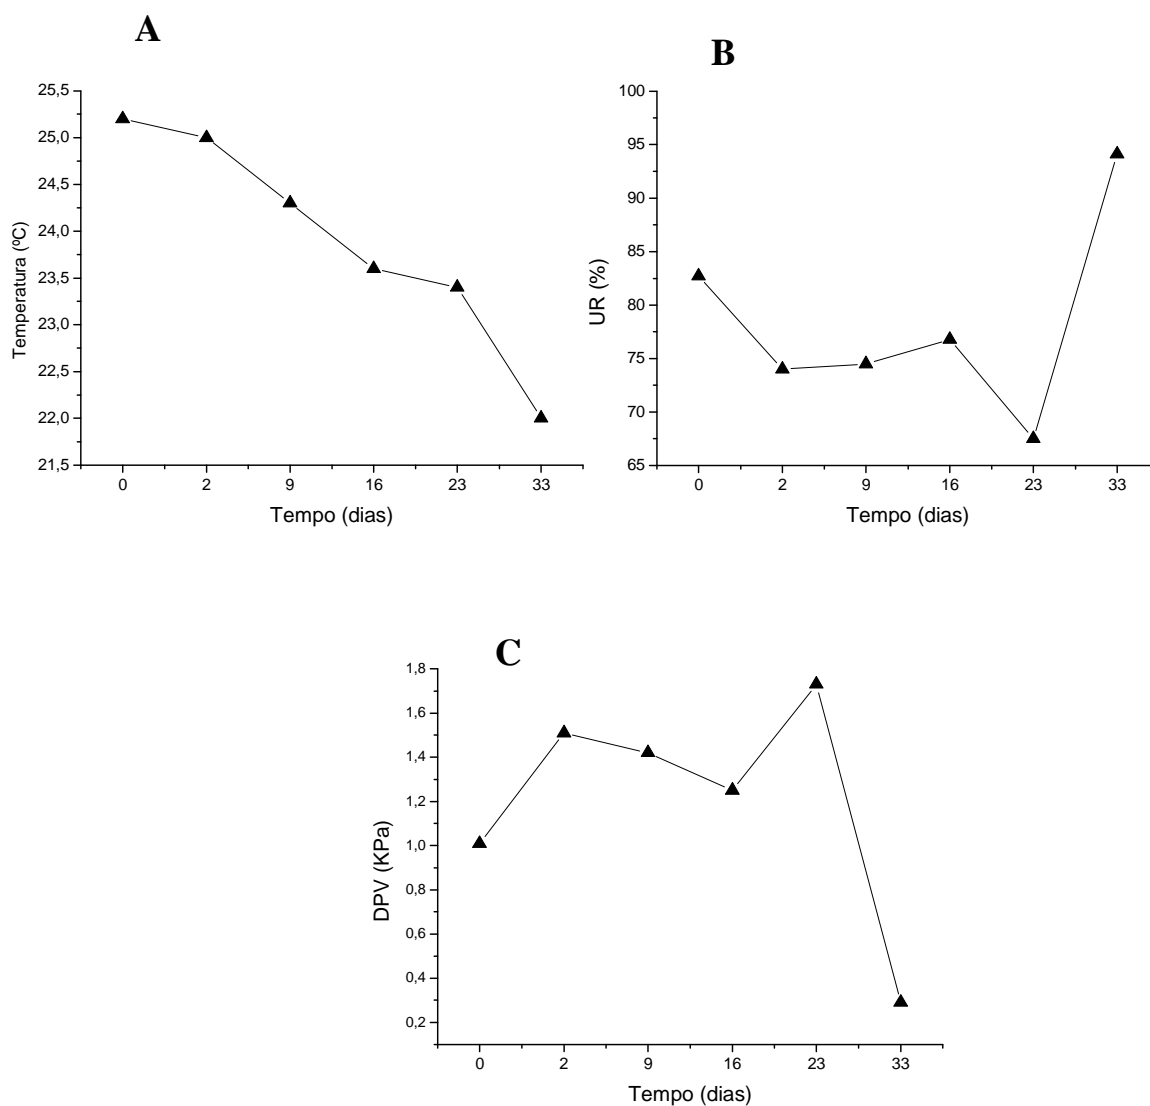 A
25,5
25,0
24,5
24,0
23,5
23,0
22,5
22,0
21,5
Temperatura (ºC)
0 2 9 16 23 33
Tempo (dias)
B
100
95
90
85
80
75
70
65
UR (%)
0 2 9 16 23 33
Tempo (dias)
C
1,8
1,6
1,4
1,2
1,0
0,8
0,6
0,4
0,2
DPV (KPa)
0 2 9 16 23 33
Tempo (dias)